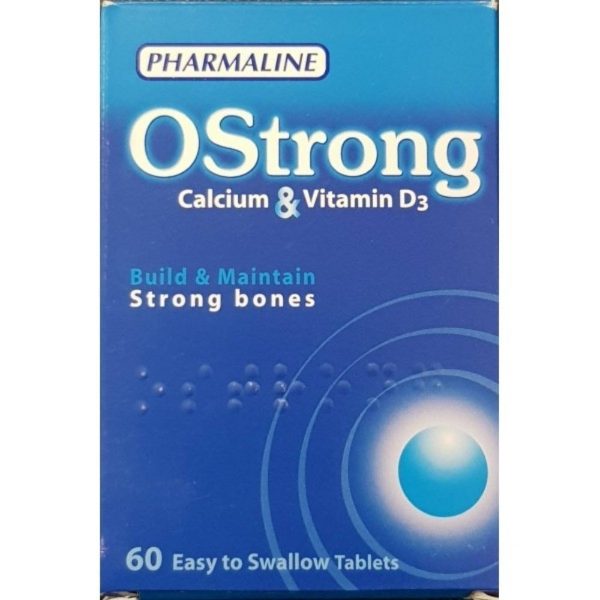 PHARMALINE
OStrong
Calcium & Vitamin D3
Build & Maintain
Strong bones
60 Easy to Swallow Tablets